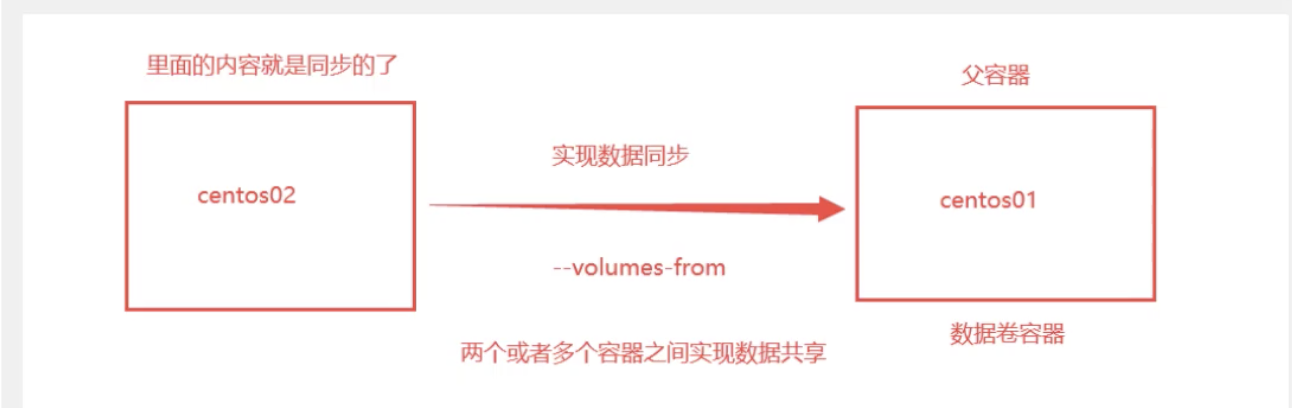 里面的内容就是同步的了
父容器
实现数据同步
centos02
centos01
--volumes-from
数据卷容器
两个或者多个容器之间实现数据共享